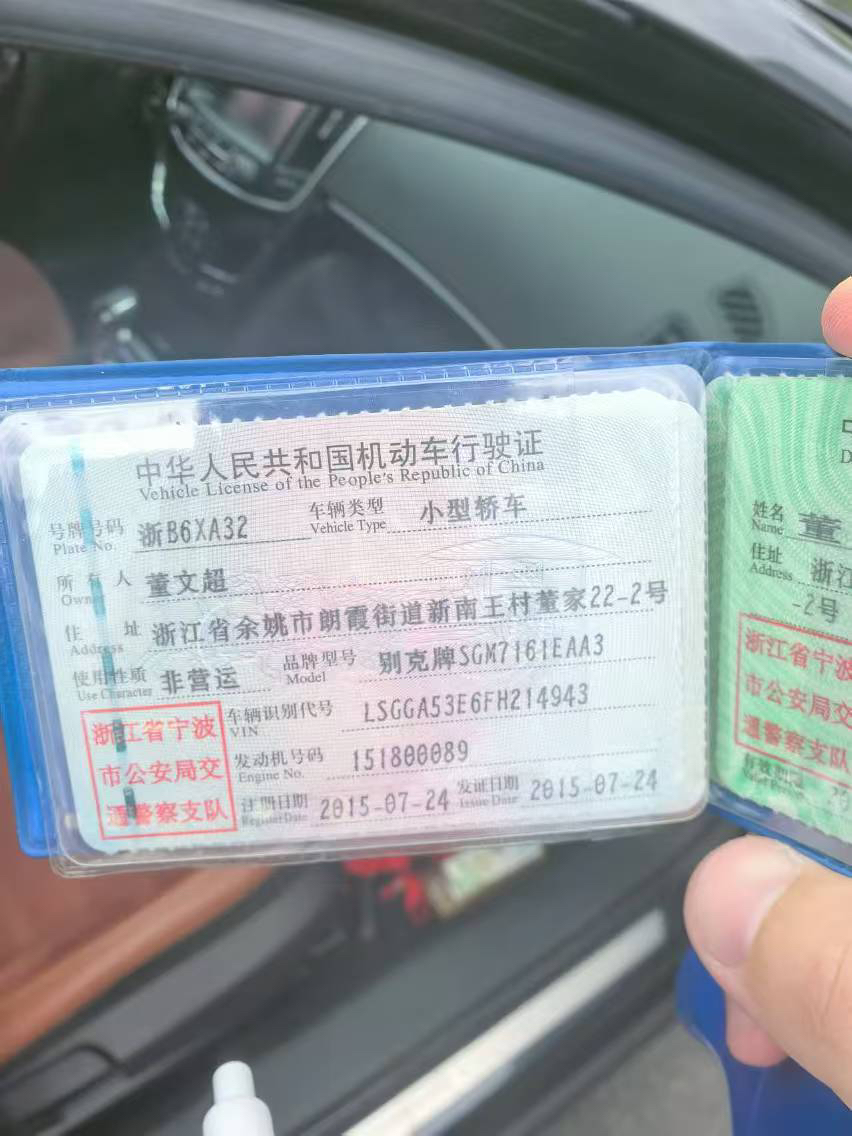 中华人民共和国机动车行驶证
Vehicle License of the People's Republic of China
号牌号码 浙B6XA32 车辆类型 小型轿车
Plate No. Vehicle Type
所有人 董文超
Owner
住址 浙江省余姚市朗霞街道新南王村董家22-2号
Address
使用性质 非营运 品牌型号 别克牌SGM7161EAA3
Use Character Model
车辆识别代号 LSGGA53E6FH214943
VIN
发动机号码 151800089
Engine No.
注册日期 2015-07-24 发证日期 2015-07-24
Register Date Issue Date
浙江省宁波
市公安局交
通警察支队
姓名 董
Name
住址 浙江
Address
-2号
浙江省宁波
市公安局交
通警察支队
有效期限 20